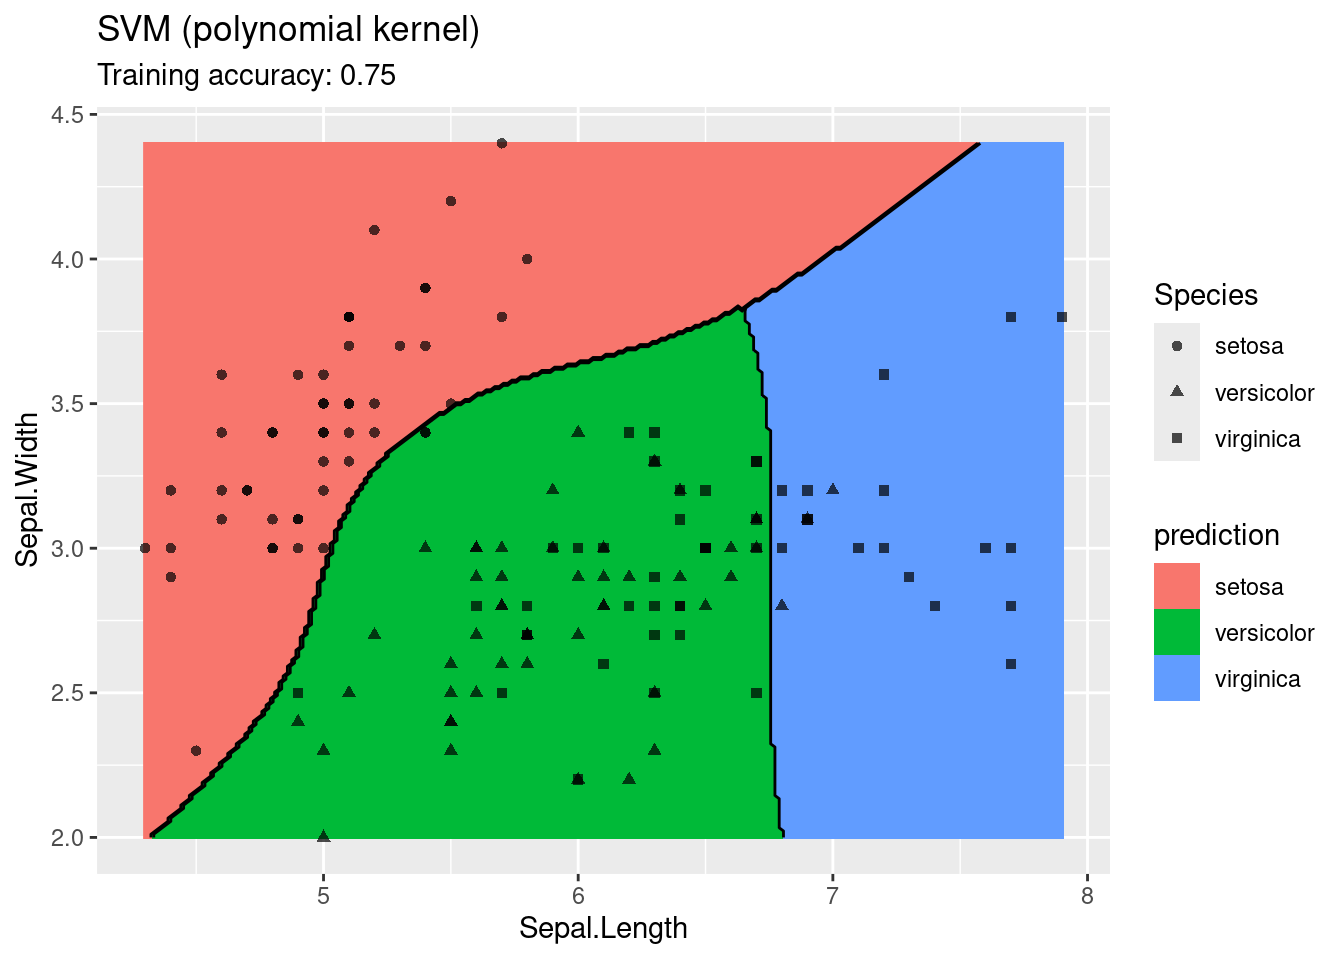 SVM (polynomial kernel)
Training accuracy: 0.75
4.5
4.0
3.5
3.0
2.5
2.0
Sepal.Width
5 6 7 8
Sepal.Length
Species
setosa
versicolor
virginica
prediction
setosa
versicolor
virginica